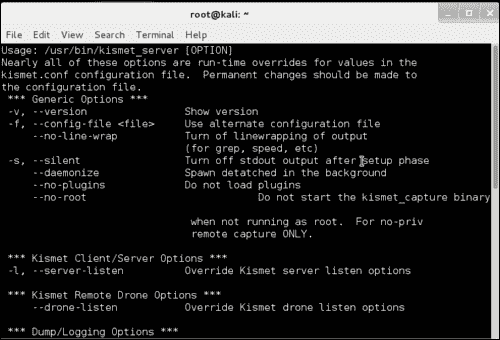 root@kali: ~
File Edit View Search Terminal Help
Usage: /usr/bin/kismet_server [OPTION]
Nearly all of these options are run-time overrides for values in the
kismet.conf configuration file.  Permanent changes should be made to
the configuration file.
*** Generic Options ***
-v, --version Show version
-f, --config-file <file> Use alternate configuration file
--no-line-wrap Turn of linewrapping of output
(for grep, speed, etc)
-s, --silent Turn off stdout output after setup phase
--daemonize Spawn detatched in the background
--no-plugins Do not load plugins
--no-root Do not start the kismet_capture binary
when not running as root.  For no-priv
remote capture ONLY.
*** Kismet Client/Server Options ***
-l, --server-listen Override Kismet server listen options
*** Kismet Remote Drone Options ***
--drone-listen Override Kismet drone listen options
*** Dump/Logging Options ***